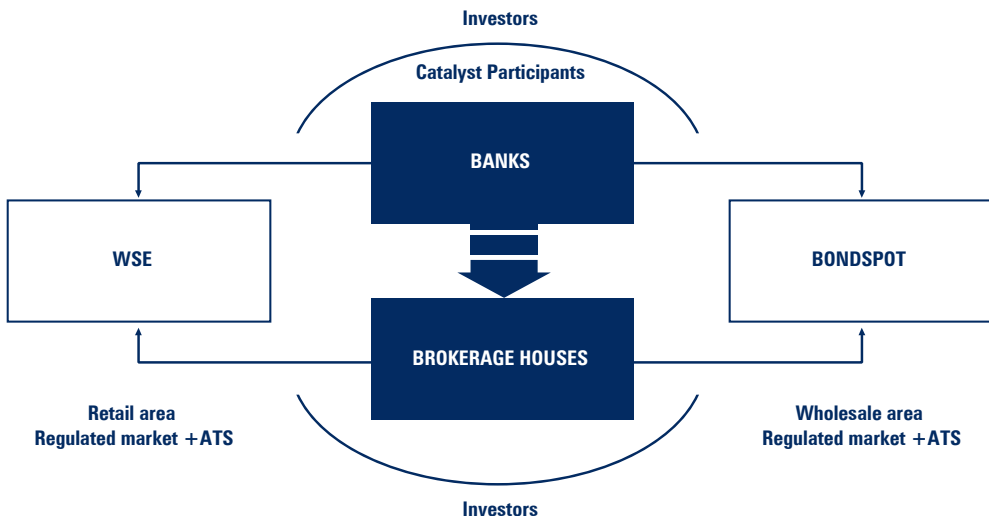 Investors
Catalyst Participants
BANKS
WSE
BONDSPOT
BROKERAGE HOUSES
Retail area
Regulated market +ATS
Wholesale area
Regulated market +ATS
Investors